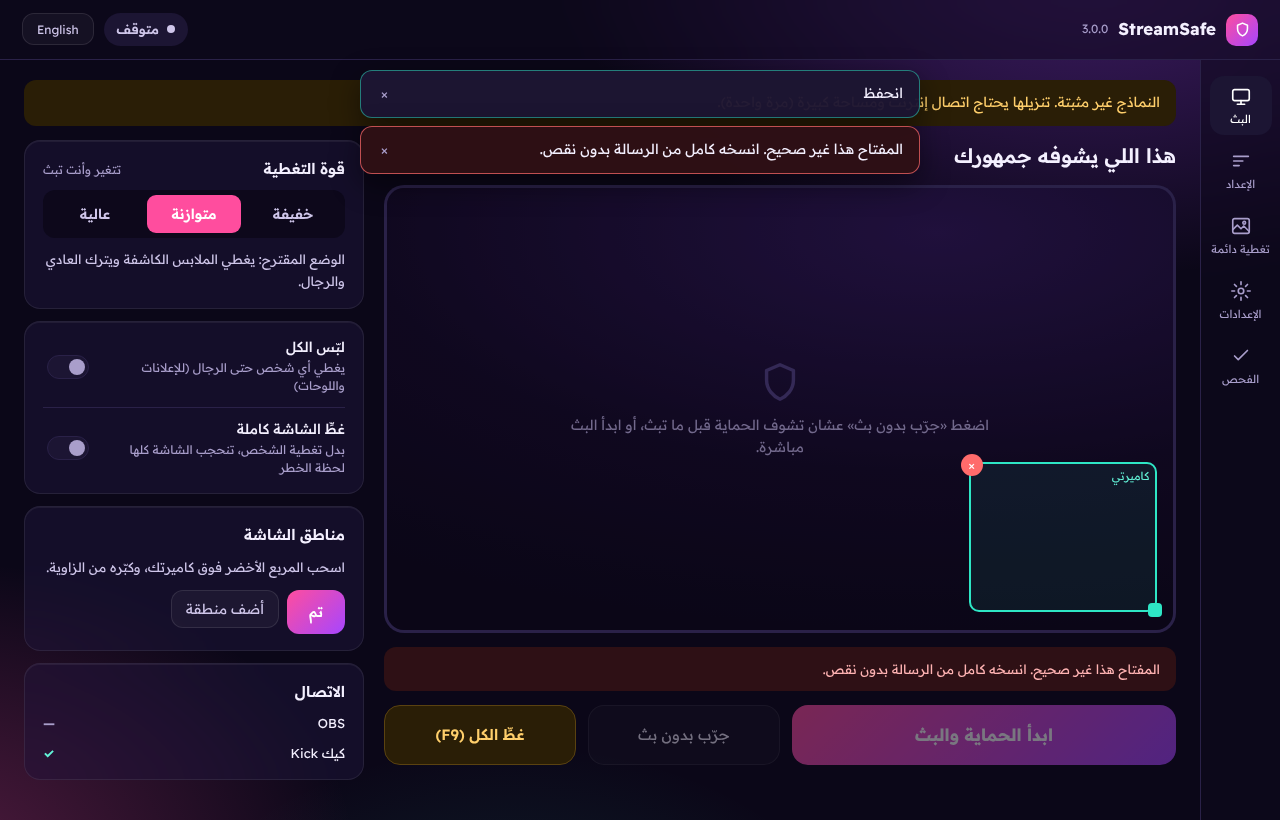 StreamSafe 3.0.0
متوقف
English
البث
الإعداد
تغطية دائمة
الإعدادات
الفحص
النماذج غير مثبتة. تنزيلها يحتاج اتصال إنترنت ومساحة كبيرة (مرة واحدة).
انحفظ
×
المفتاح هذا غير صحيح. انسخه كامل من الرسالة بدون نقص.
×
هذا اللي يشوفه جمهورك
اضغط «جرّب بدون بث» عشان تشوف الحماية قبل ما تبث، أو ابدأ البث
مباشرة.
×
كاميرتي
المفتاح هذا غير صحيح. انسخه كامل من الرسالة بدون نقص.
ابدأ الحماية والبث
جرّب بدون بث
غطّ الكل (F9)
قوة التغطية
تتغير وأنت تبث
خفيفة
متوازنة
عالية
الوضع المقترح: يغطي الملابس الكاشفة ويترك العادي
والرجال.
لبّس الكل
يغطي أي شخص حتى الرجال (للإعلانات
واللوحات)
غطّ الشاشة كاملة
بدل تغطية الشخص، تنحجب الشاشة كلها
لحظة الخطر
مناطق الشاشة
اسحب المربع الأخضر فوق كاميرتك، وكبّره من الزاوية.
تم
أضف منطقة
الاتصال
OBS
—
كيك Kick